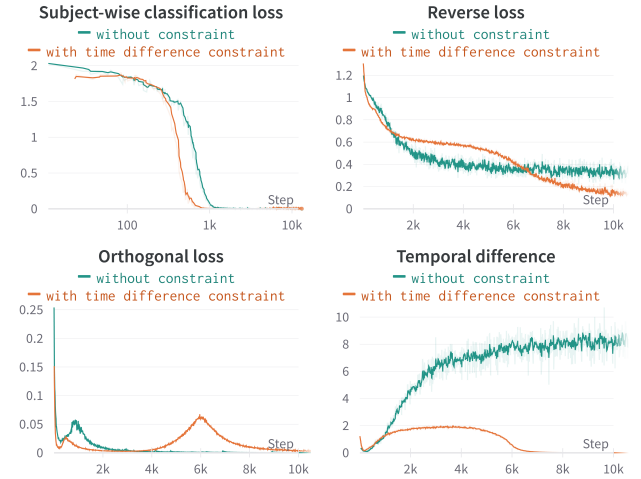 Subject-wise classification loss
without constraint
with time difference constraint
2
1.5
1
0.5
0
Step
100
1k
10k
Reverse loss
without constraint
with time difference constraint
1.2
1
0.8
0.6
0.4
0.2
0
Step
2k
4k
6k
8k
10k
Orthogonal loss
without constraint
with time difference constraint
0.25
0.2
0.15
0.1
0.05
0
Step
2k
4k
6k
8k
10k
Temporal difference
without constraint
with time difference constraint
10
8
6
4
2
0
Step
2k
4k
6k
8k
10k